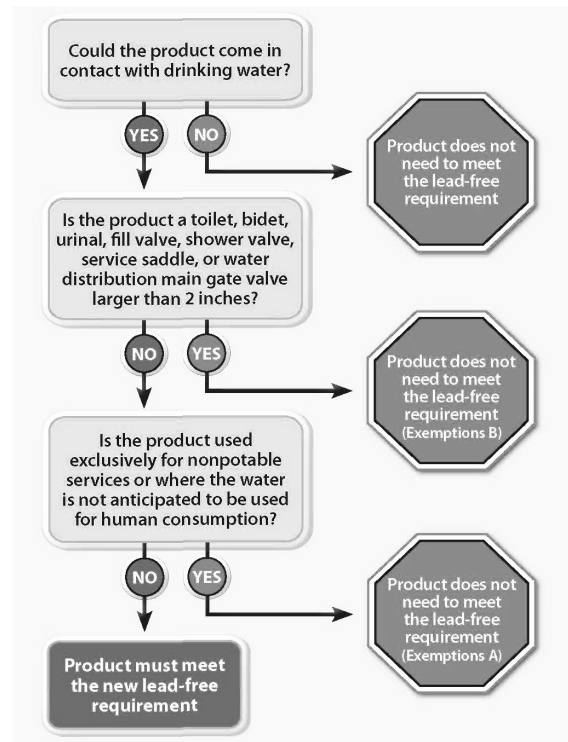 Could the product come in
contact with drinking water?
YES
NO
Product does not
need to meet
the lead-free
requirement
Is the product a toilet, bidet,
urinal, fill valve, shower valve,
service saddle, or water
distribution main gate valve
larger than 2 inches?
NO
YES
Product does not
need to meet
the lead-free
requirement
(Exemptions B)
Is the product used
exclusively for nonpotable
services or where the water
is not anticipated to be used
for human consumption?
NO
YES
Product does not
need to meet
the lead-free
requirement
(Exemptions A)
Product must meet
the new lead-free
requirement